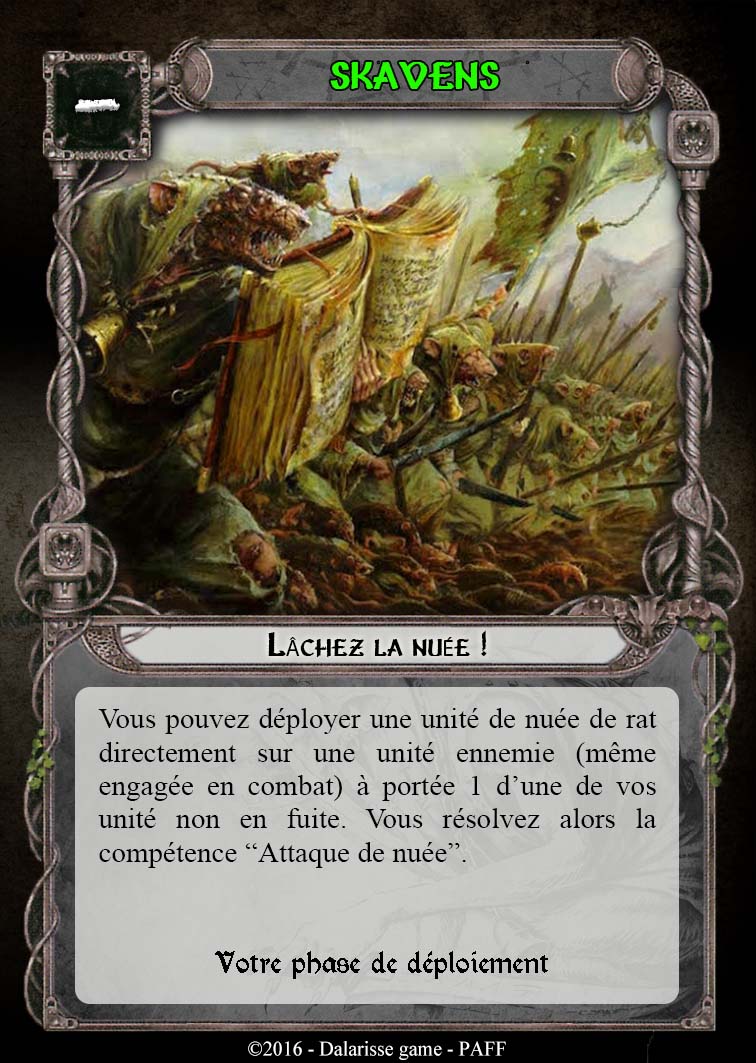 SKAVENS
-
LÂCHEZ LA NUÉE !
Vous pouvez déployer une unité de nuée de rat
directement sur une unité ennemie (même
engagée en combat) à portée 1 d’une de vos
unité non en fuite. Vous résolvez alors la
compétence “Attaque de nuée”.
Votre phase de déploiement
©2016 - Dalarisse game - PAFF